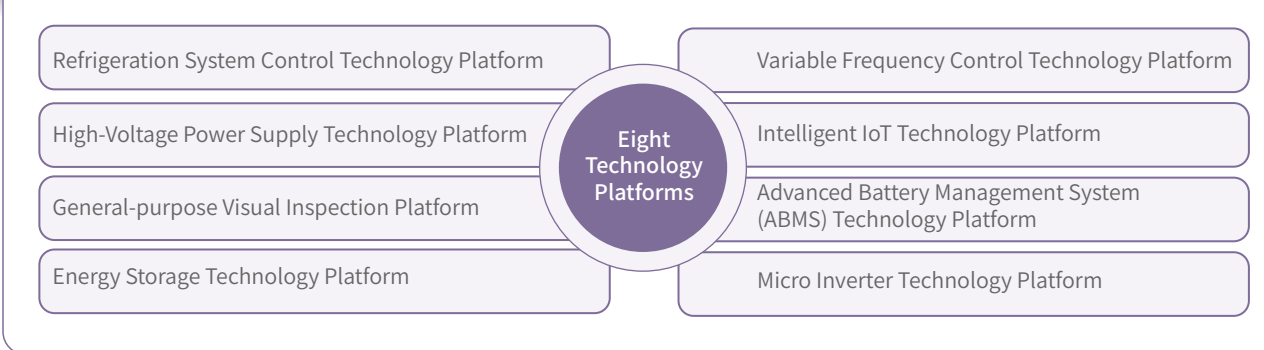 Refrigeration System Control Technology Platform
High-Voltage Power Supply Technology Platform
General-purpose Visual Inspection Platform
Energy Storage Technology Platform
Eight
Technology
Platforms
Variable Frequency Control Technology Platform
Intelligent IoT Technology Platform
Advanced Battery Management System
(ABMS) Technology Platform
Micro Inverter Technology Platform